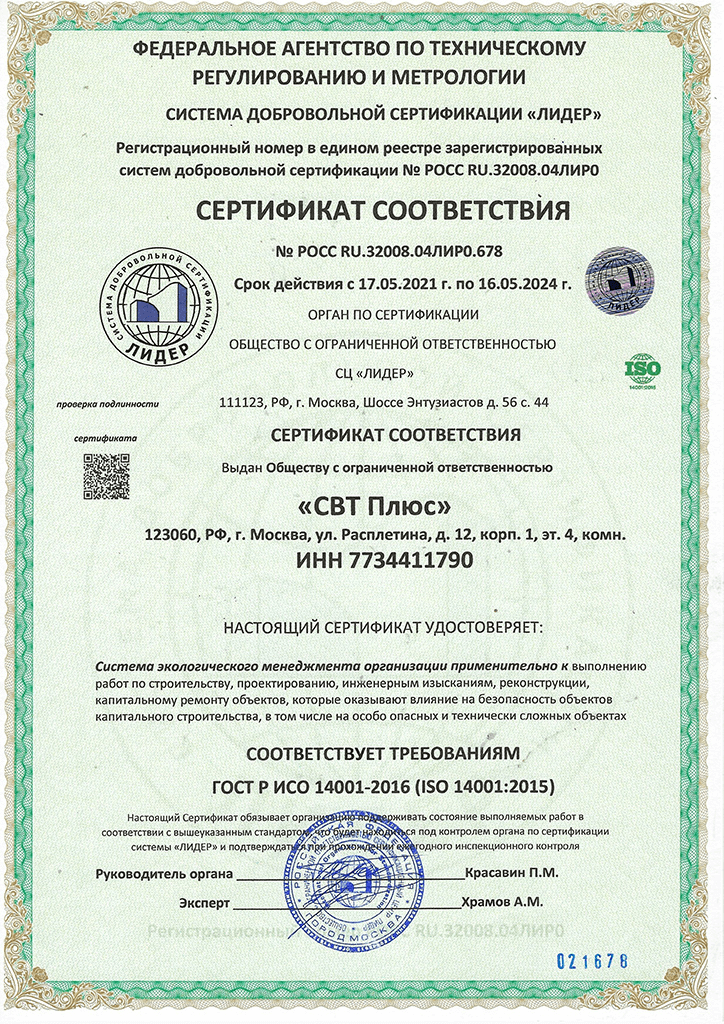 ФЕДЕРАЛЬНОЕ АГЕНТСТВО ПО ТЕХНИЧЕСКОМУ
РЕГУЛИРОВАНИЮ И МЕТРОЛОГИИ
СИСТЕМА ДОБРОВОЛЬНОЙ СЕРТИФИКАЦИИ «ЛИДЕР»
Регистрационный номер в едином реестре зарегистрированных
систем добровольной сертификации № РОСС RU.32008.04ЛИР0
СЕРТИФИКАТ СООТВЕТСТВИЯ
№ РОСС RU.32008.04ЛИР0.678
Срок действия с 17.05.2021 г. по 16.05.2024 г.
СИСТЕМА ДОБРОВОЛЬНОЙ СЕРТИФИКАЦИИ
ЛИДЕР
ЛИДЕР
ОРГАН ПО СЕРТИФИКАЦИИ
ОБЩЕСТВО С ОГРАНИЧЕННОЙ ОТВЕТСТВЕННОСТЬЮ
СЦ «ЛИДЕР»
ISO
14001:2015
111123, РФ, г. Москва, Шоссе Энтузиастов д. 56 с. 44
проверка подлинности
сертификата
СЕРТИФИКАТ СООТВЕТСТВИЯ
Выдан Обществу с ограниченной ответственностью
«СВТ Плюс»
123060, РФ, г. Москва, ул. Расплетина, д. 12, корп. 1, эт. 4, комн.
ИНН 7734411790
НАСТОЯЩИЙ СЕРТИФИКАТ УДОСТОВЕРЯЕТ:
Система экологического менеджмента организации применительно к выполнению
работ по строительству, проектированию, инженерным изысканиям, реконструкции,
капитальному ремонту объектов, которые оказывают влияние на безопасность объектов
капитального строительства, в том числе на особо опасных и технически сложных объектах
СООТВЕТСТВУЕТ ТРЕБОВАНИЯМ
ГОСТ Р ИСО 14001-2016 (ISO 14001:2015)
Настоящий Сертификат обязывает организацию поддерживать состояние выполняемых работ в
соответствии с вышеуказанным стандартом, что будет находиться под контролем органа по сертификации
системы «ЛИДЕР» и подтверждаться при прохождении ежегодного инспекционного контроля
Руководитель органа Красавин П.М.
Эксперт Храмов А.М.
РОССИЙСКАЯ ФЕДЕРАЦИЯ
ГОРОД МОСКВА
Регистрационный RU.32008.04ЛИР0
021678